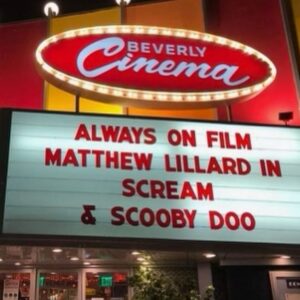 BEVERLY
Cinema
ALWAYS ON FILM
MATTHEW LILLARD IN
SCREAM
& SCOOBY DOO